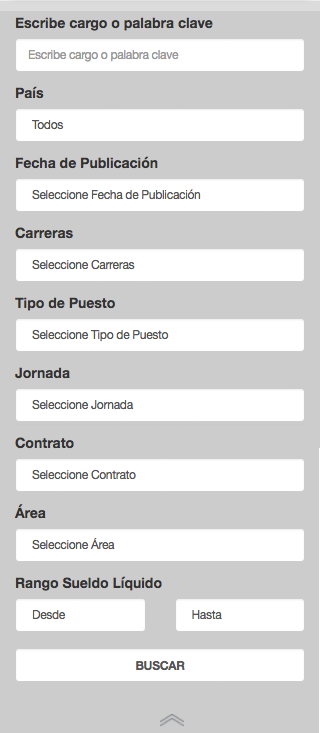 Escribe cargo o palabra clave
Escribe cargo o palabra clave
País
Todos
Fecha de Publicación
Seleccione Fecha de Publicación
Carreras
Seleccione Carreras
Tipo de Puesto
Seleccione Tipo de Puesto
Jornada
Seleccione Jornada
Contrato
Seleccione Contrato
Área
Seleccione Área
Rango Sueldo Líquido
Desde Hasta
BUSCAR